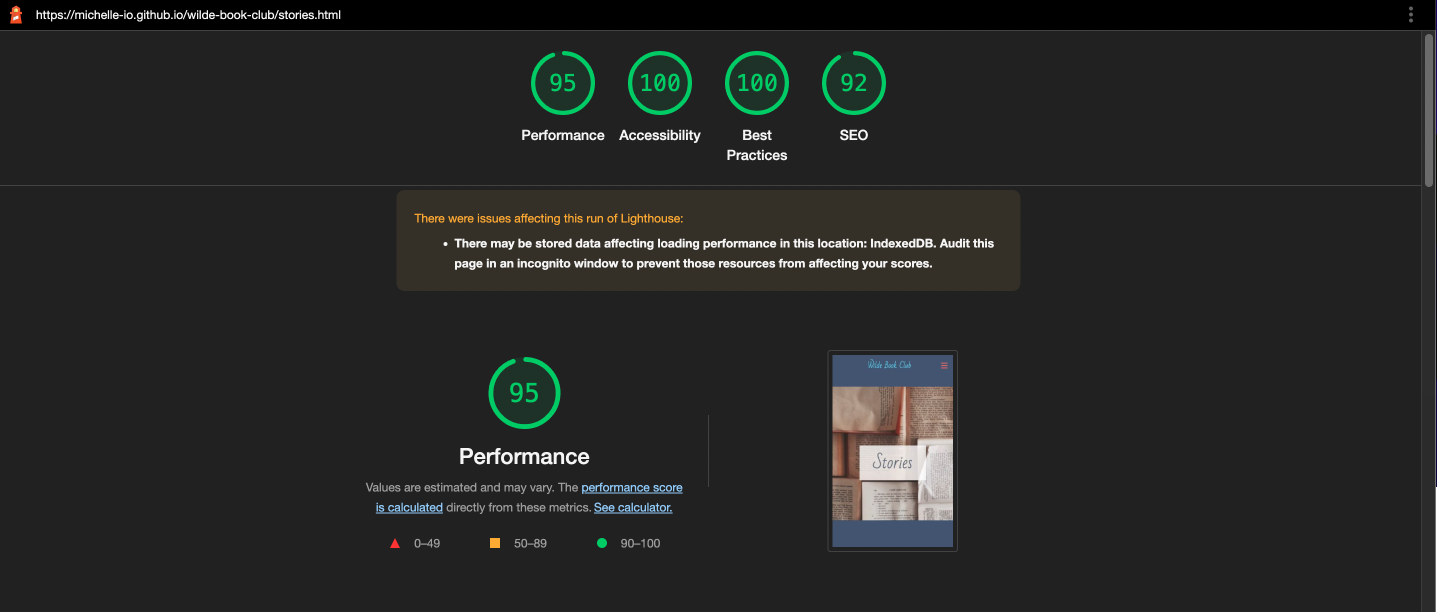 https://michelle-io.github.io/wilde-book-club/stories.html
95
100
100
92
Performance
Accessibility
Best
Practices
SEO
There were issues affecting this run of Lighthouse:
• There may be stored data affecting loading performance in this location: IndexedDB. Audit this
page in an incognito window to prevent those resources from affecting your scores.
95
Performance
Values are estimated and may vary. The performance score
is calculated directly from these metrics. See calculator.
0–49
50–89
90–100
Wilde Book Club
Stories